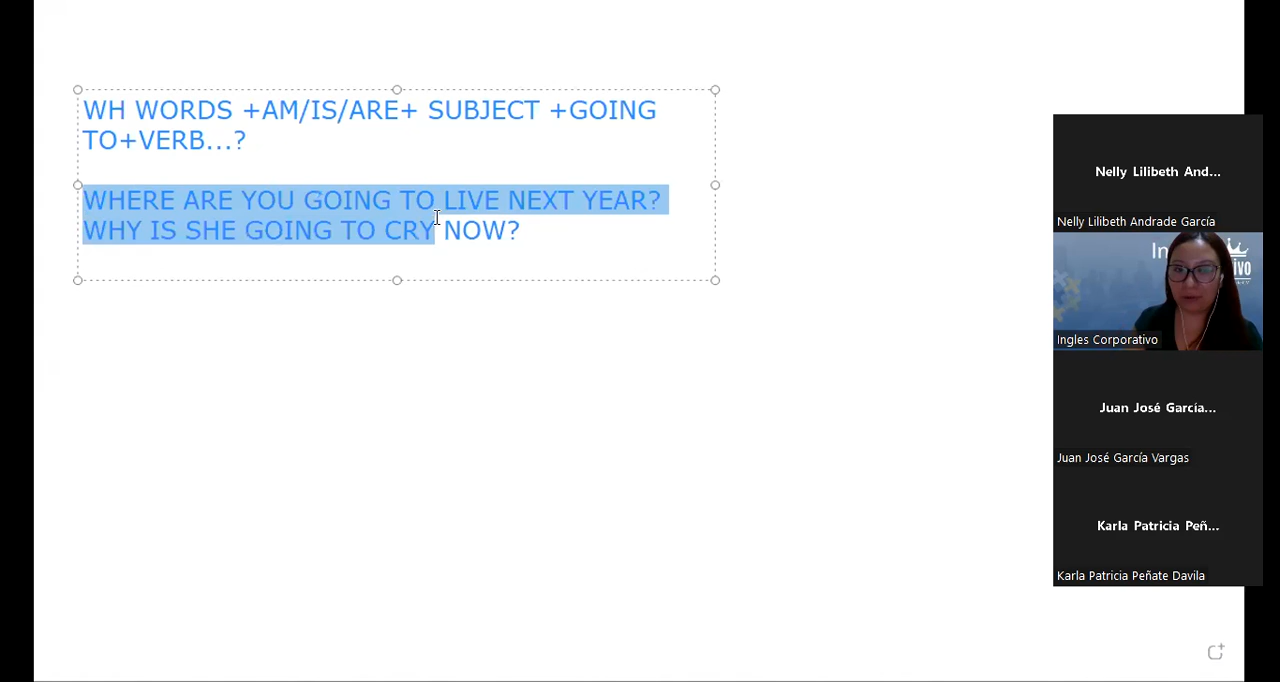 WH WORDS +AM/IS/ARE+ SUBJECT +GOING
TO+VERB...?
WHERE ARE YOU GOING TO LIVE NEXT YEAR?
WHY IS SHE GOING TO CRY NOW?
Nelly Lilibeth And...
Nelly Lilibeth Andrade García
In
ivo
Ingles Corporativo
Juan José García...
Juan José García Vargas
Karla Patricia Peñ...
Karla Patricia Peñate Davila